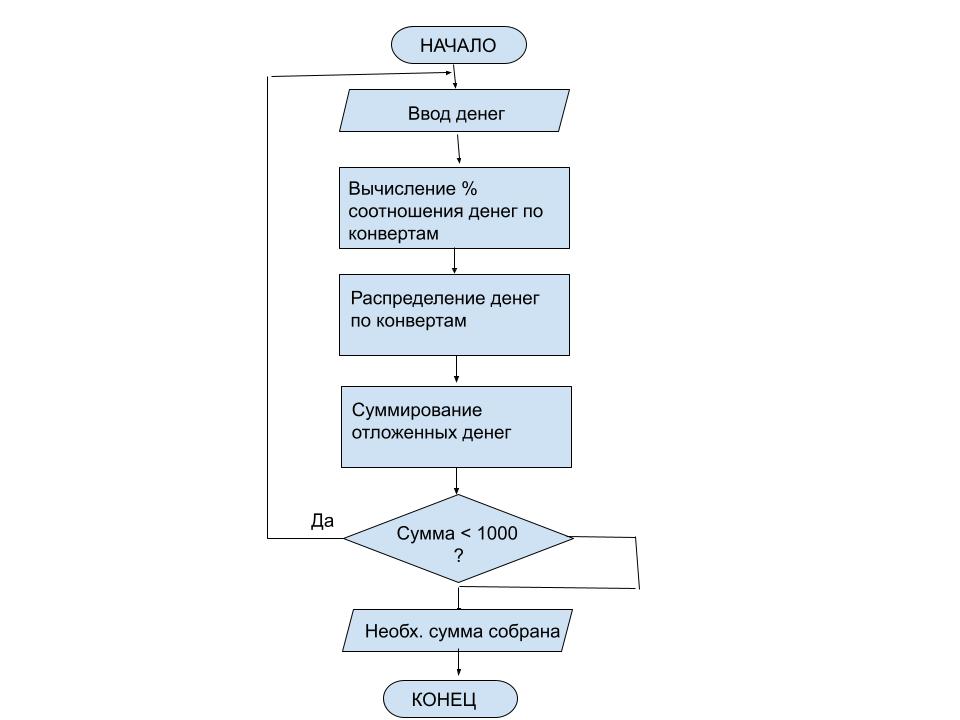 НАЧАЛО
Ввод денег
Вычисление %
соотношения денег по
конвертам
Распределение денег
по конвертам
Суммирование
отложенных денег
Да
Сумма < 1000
?
Необх. сумма собрана
КОНЕЦ